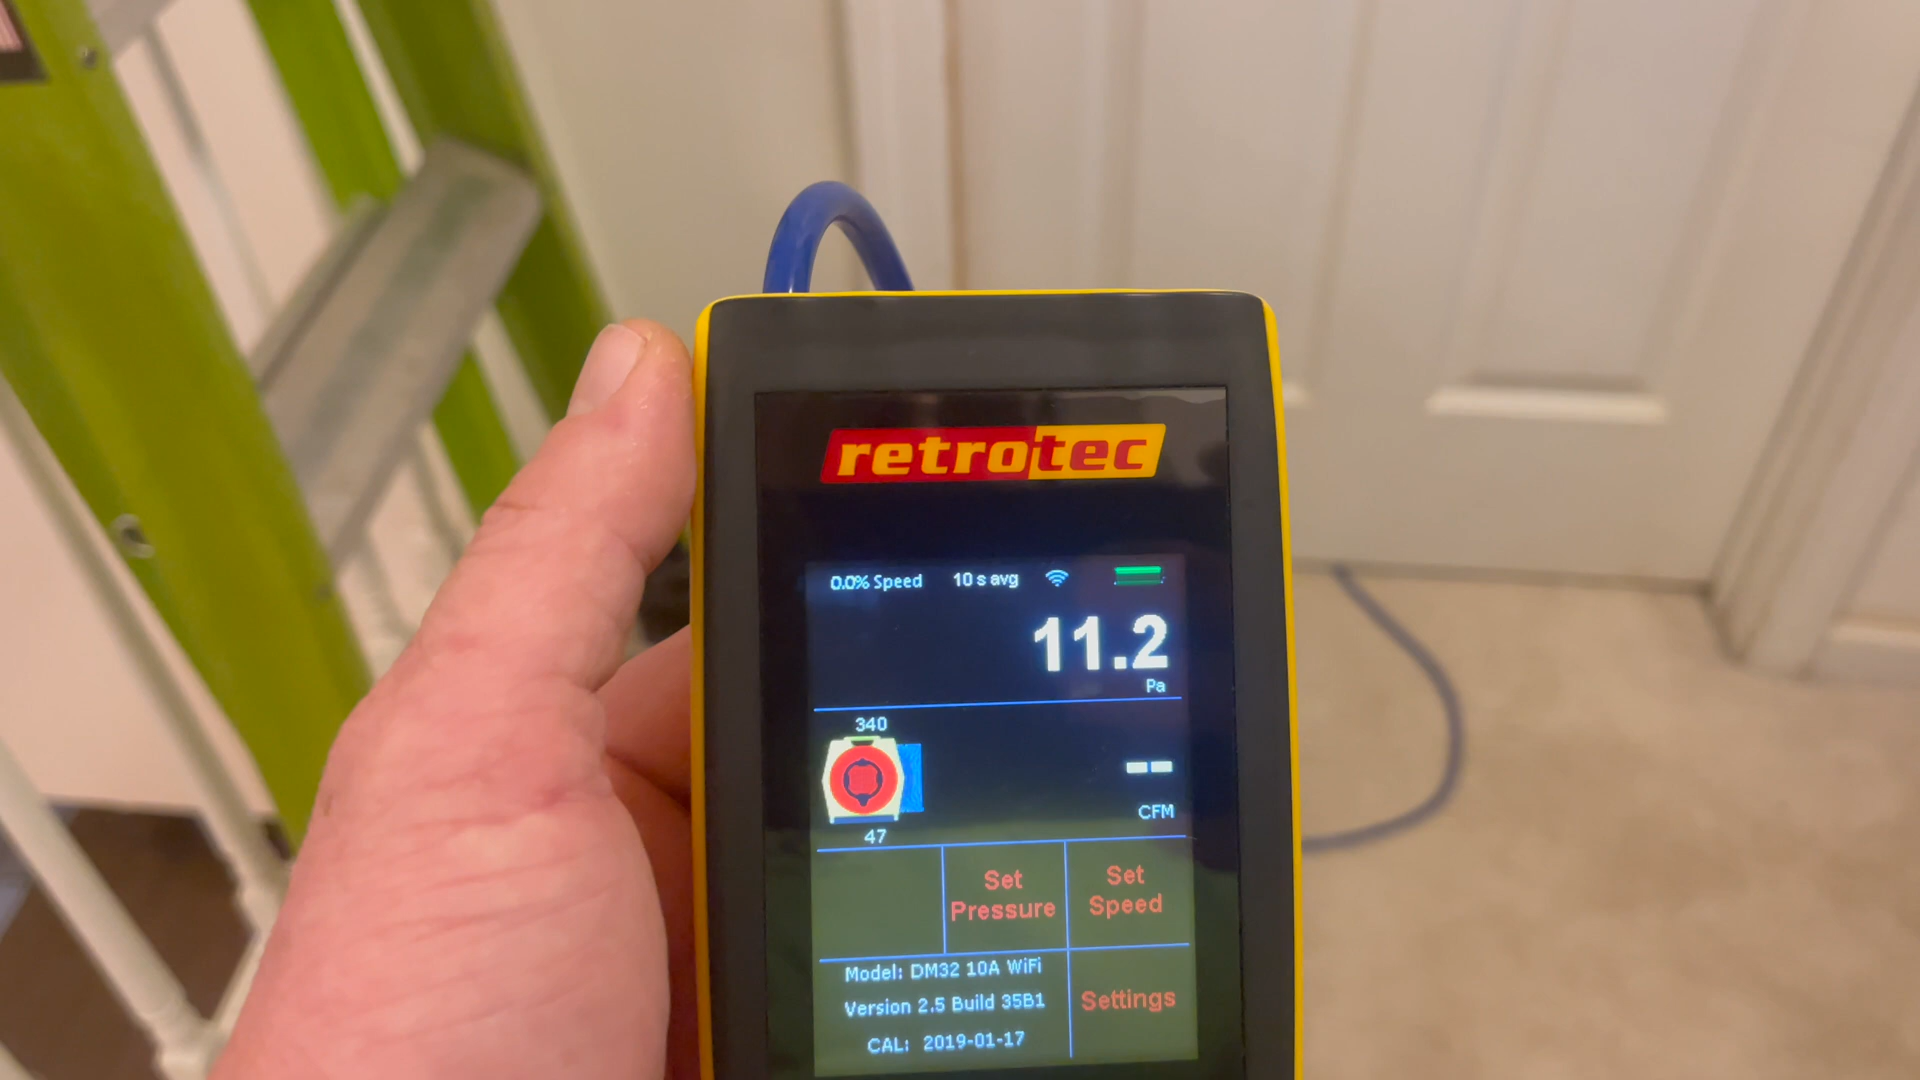 retrotec
0.0% Speed 10 s avg
11.2
Pa
340
--
CFM
47
Set Pressure
Set Speed
Model: DM32 10A WiFi
Version 2.5 Build 35B1
CAL: 2019-01-17
Settings